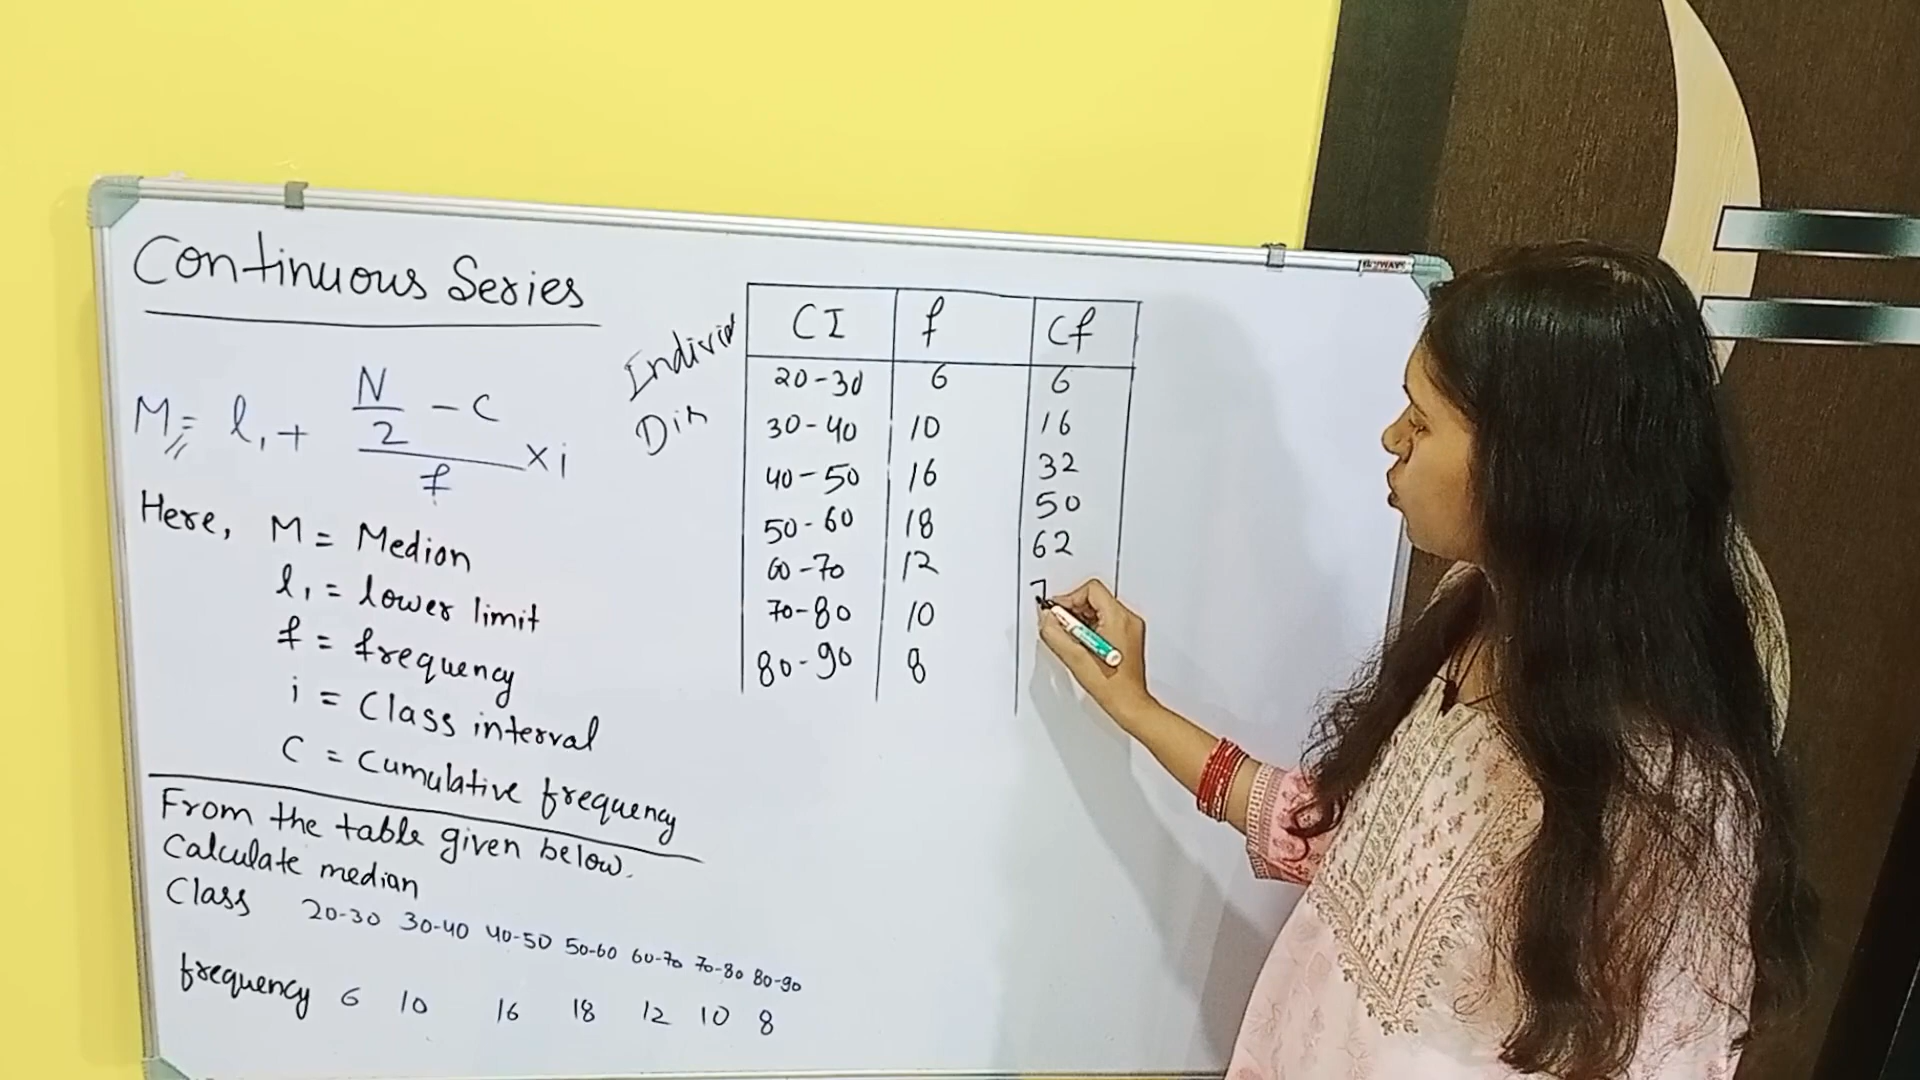 Continuous Series
M = l₁ + N/2 - C / f × i
Here, M = Median
l₁ = lower limit
f = frequency
i = Class interval
C = Cumulative frequency
From the table given below.
Calculate median
Class 20-30 30-40 40-50 50-60 60-70 70-80 80-90
frequency 6 10 16 18 12 10 8
Dis
CI f Cf
20-30 6 6
30-40 10 16
40-50 16 32
50-60 18 50
60-70 12 62
70-80 10 7
80-90 8